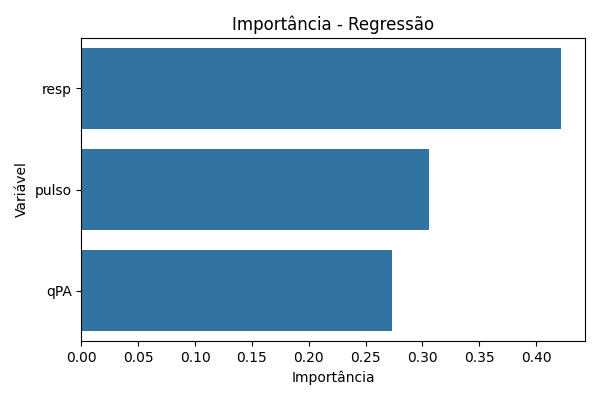 Importância - Regressão
resp
pulso
qPA
Variável
0.00 0.05 0.10 0.15 0.20 0.25 0.30 0.35 0.40
Importância